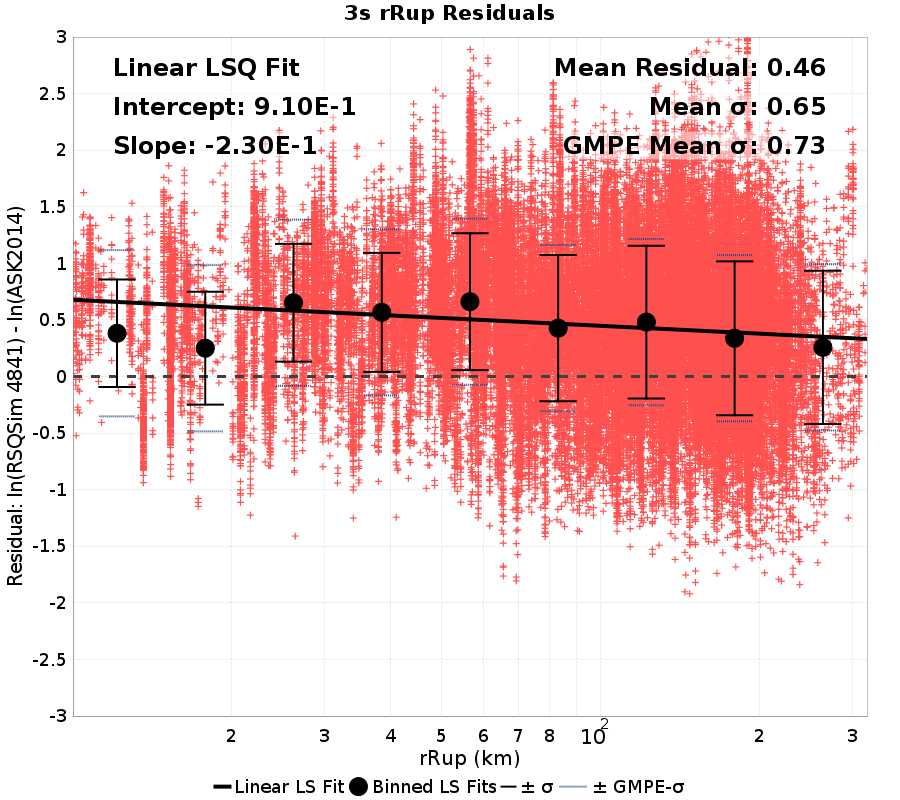 3s rRup Residuals
Linear LSQ Fit
Intercept: 9.10E-1
Slope: -2.30E-1
Mean Residual: 0.46
Mean σ: 0.65
GMPE Mean σ: 0.73
Residual: ln(RSQSim 4841) - ln(ASK2014)
3
2.5
2
1.5
1
0.5
0
-0.5
-1
-1.5
-2
-2.5
-3
2 3 4 5 6 7 8 10² 2 3
rRup (km)
Linear LS Fit Binned LS Fits ± σ ± GMPE-σ